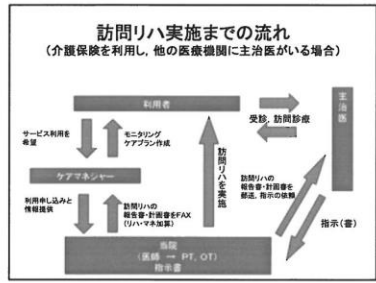 訪問リハ実施までの流れ
(介護保険を利用し，他の医療機関に主治医がいる場合)
利用者
受診，訪問診療
主治医
サービス利用を
希望
モニタリング
ケアプラン作成
ケアマネジャー
訪問リハを実施
訪問リハの
報告書・計画書を
郵送，指示の依頼
利用申し込みと
情報提供
訪問リハの
報告書・計画書をFAX
(リハ・マネ加算)
指示(書)
当院
(医師 → PT, OT)
指示書